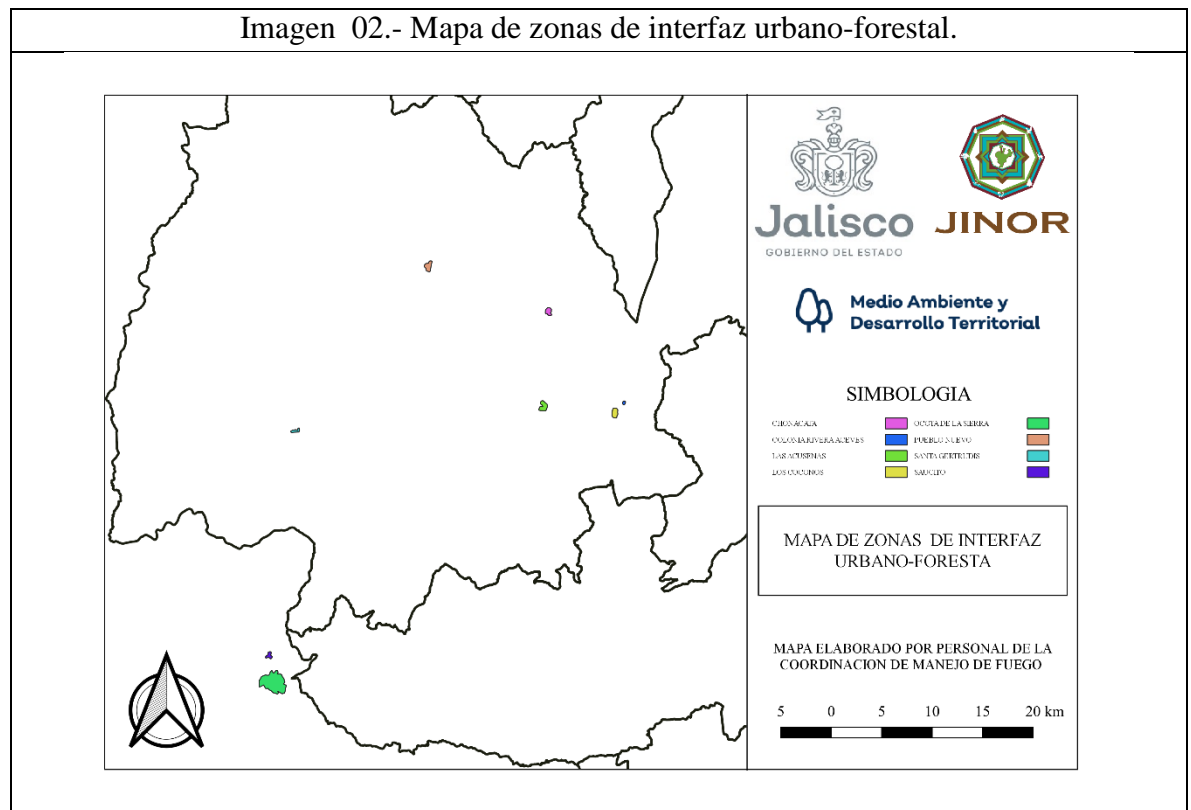 Imagen 02.- Mapa de zonas de interfaz urbano-forestal.
Jalisco
GOBIERNO DEL ESTADO
JINOR
Medio Ambiente y
Desarrollo Territorial
SIMBOLOGIA
COLONIA RIVERA ACEVES
LAS ACUSENAS
OCOTA DE LA SIERRA
PUEBLO NUEVO
SANTA GERTRUDIS
SAUCITO
MAPA DE ZONAS DE INTERFAZ
URBANO-FORESTA
MAPA ELABORADO POR PERSONAL DE LA
COORDINACION DE MANEJO DE FUEGO
5 0 5 10 15 20 km